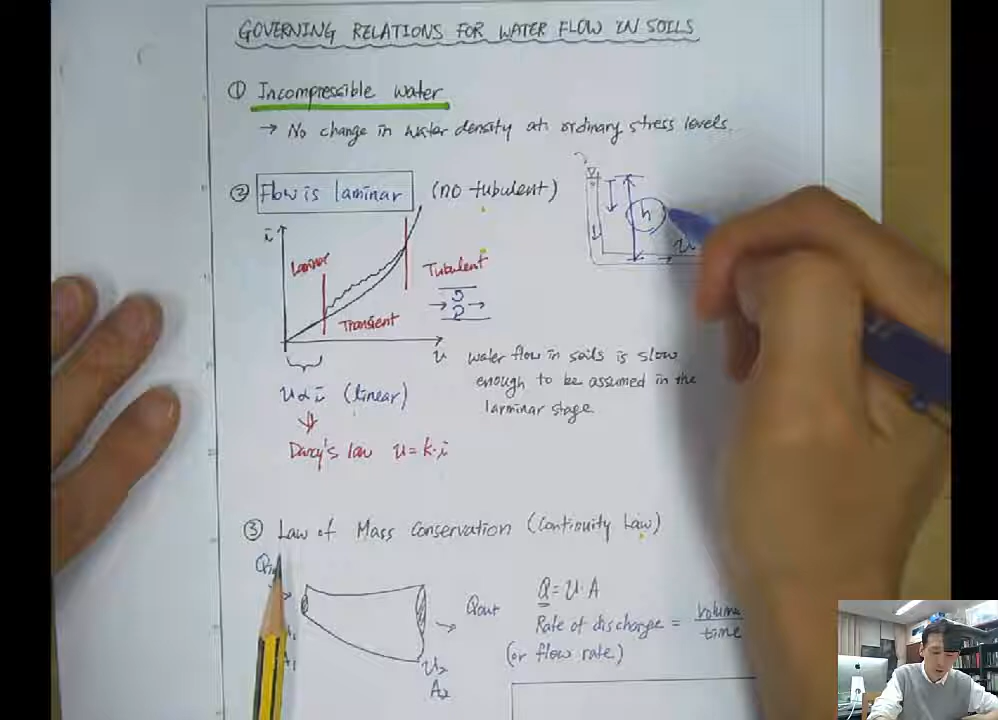 GOVERNING RELATIONS FOR WATER FLOW IN SOILS
① Incompressible water
→ No change in water density at ordinary stress levels.
② Flow is laminar (no tubulent)
h
u
i
Laminar
Tubulent
Transient
u
u ∝ i (linear)
Darcy's law u = k·i
water flow in soils is slow
enough to be assumed in the
larminar stage.
③ Law of Mass conservation (Continuity Law)
Qout
Q = u·A
Rate of discharge = volume / time
(or flow rate)
u₂
A₂
A₁